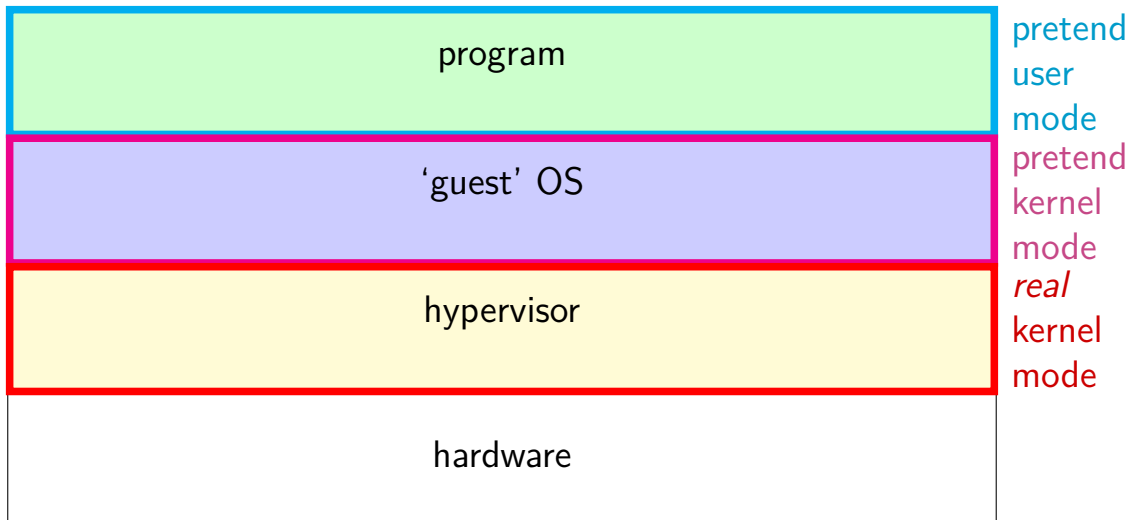 program
pretend
user
mode
‘guest’ OS
pretend
kernel
mode
hypervisor
real
kernel
mode
hardware